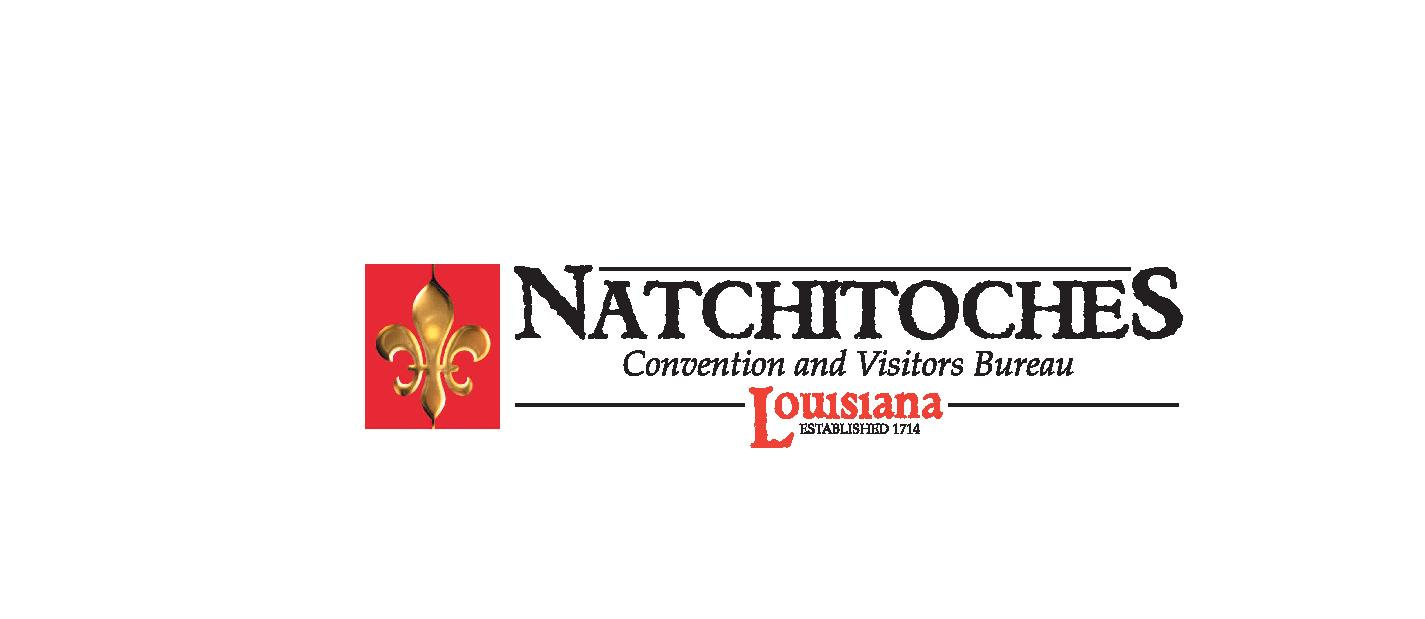 NATCHITOCHES
Convention and Visitors Bureau
Louisiana
ESTABLISHED 1714